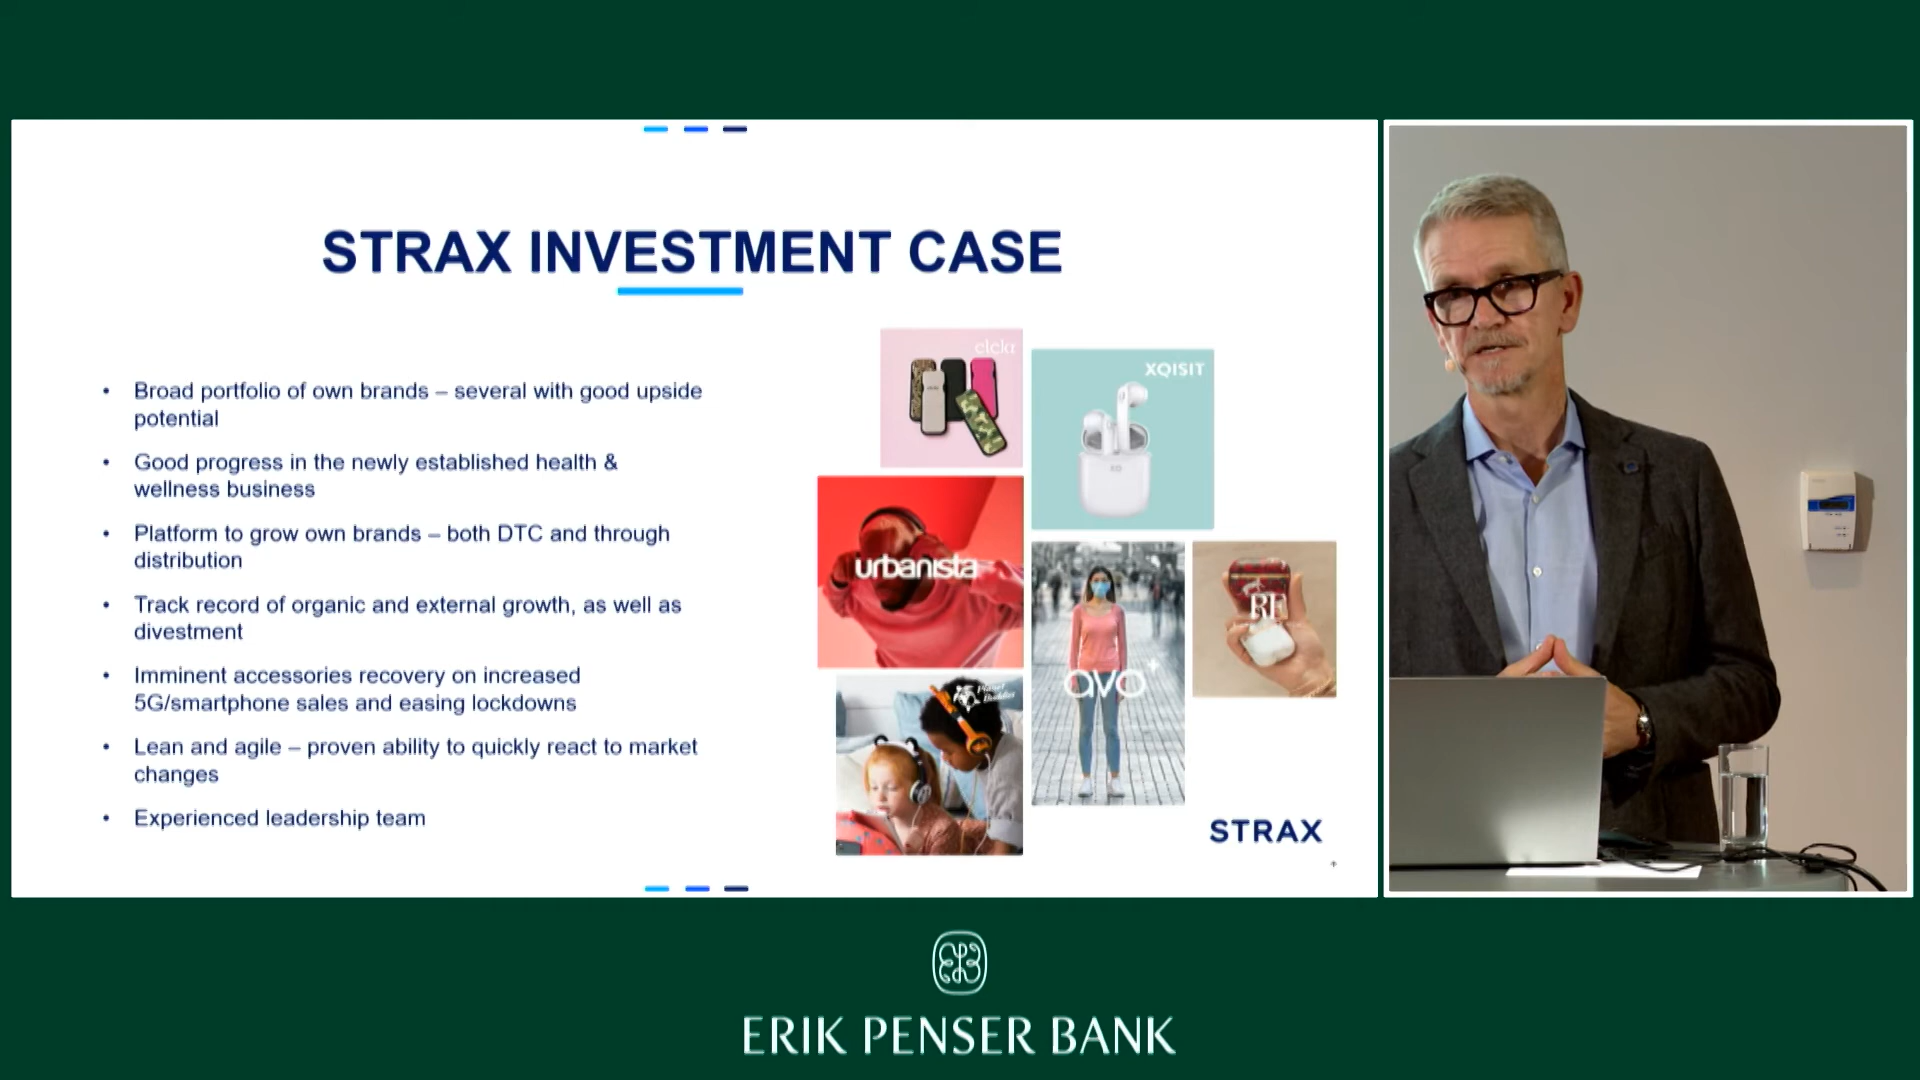 STRAX INVESTMENT CASE
• Broad portfolio of own brands – several with good upside
potential
• Good progress in the newly established health &
wellness business
• Platform to grow own brands – both DTC and through
distribution
• Track record of organic and external growth, as well as
divestment
• Imminent accessories recovery on increased
5G/smartphone sales and easing lockdowns
• Lean and agile – proven ability to quickly react to market
changes
• Experienced leadership team
clckr
XQISIT
urbanista
RF
avo+
Planet
Buddies
STRAX
ERIK PENSER BANK